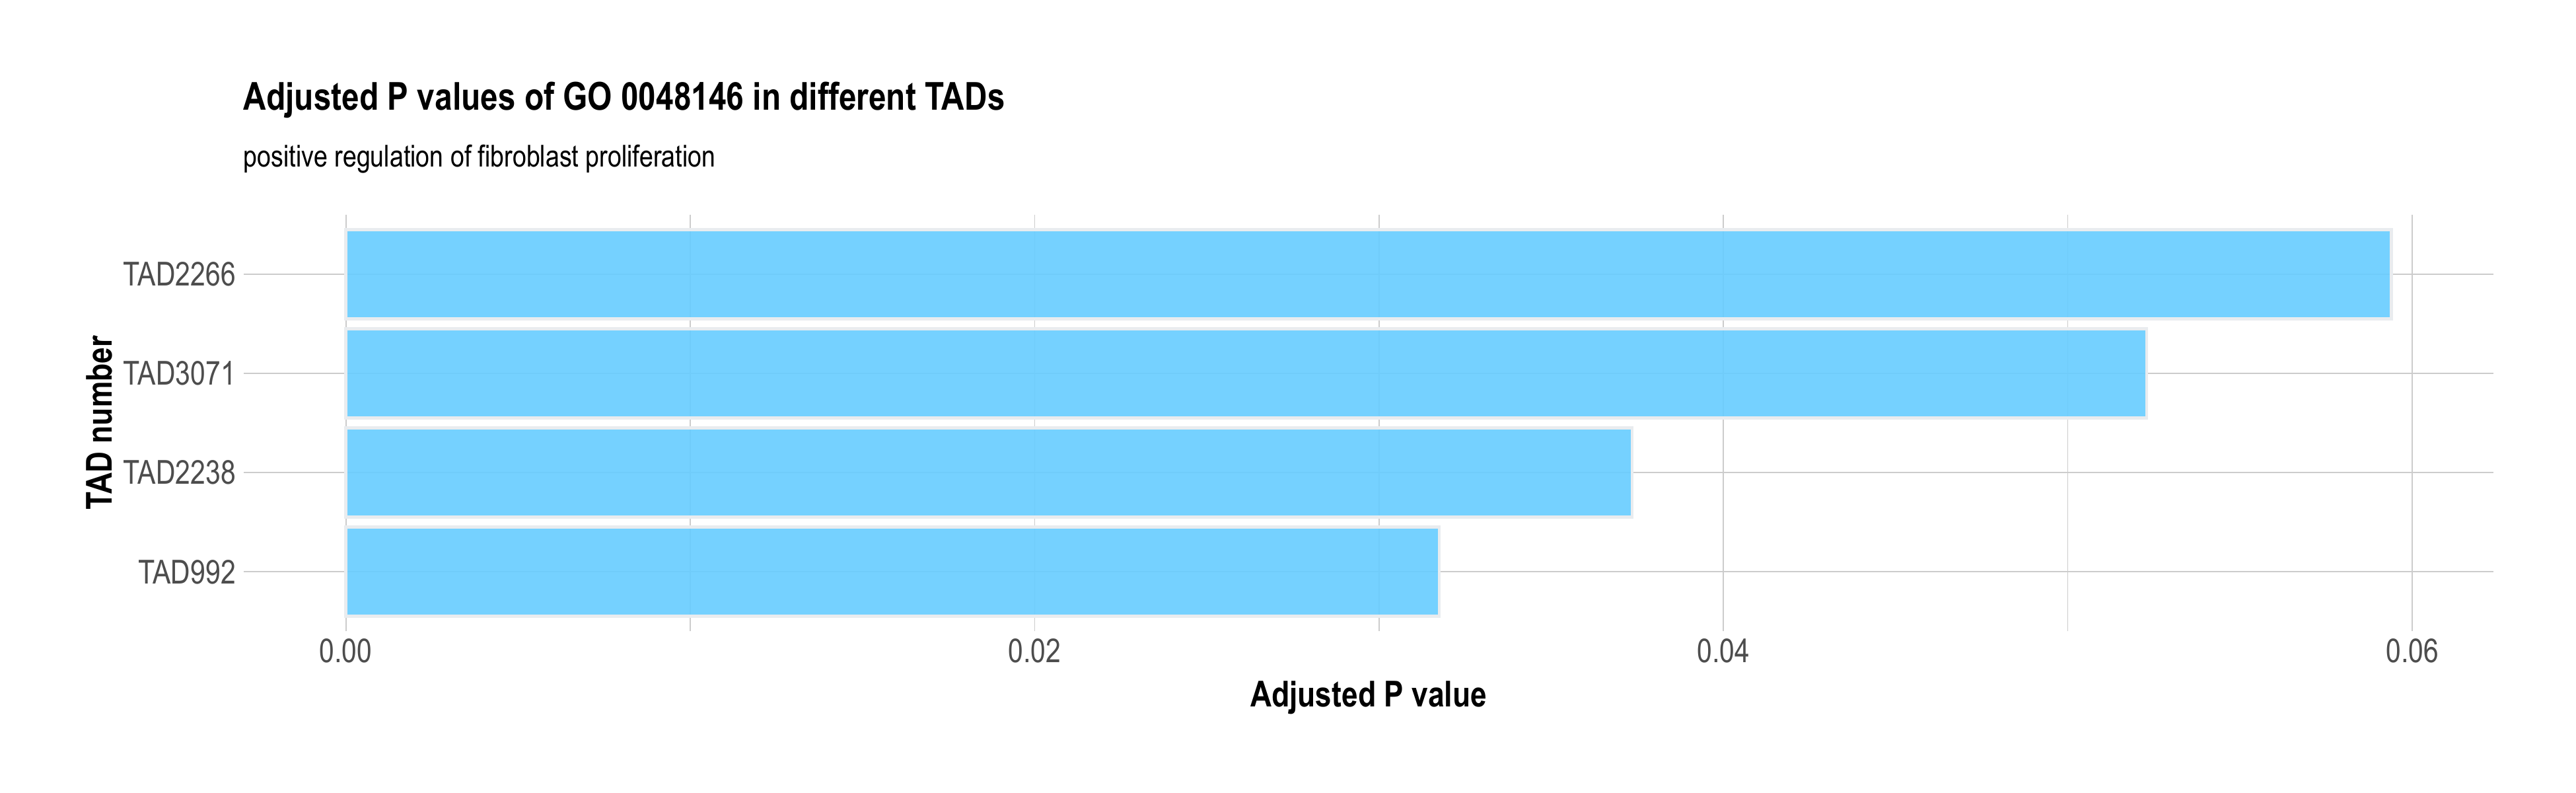 Adjusted P values of GO 0048146 in different TADs
positive regulation of fibroblast proliferation
TAD number
TAD2266
TAD3071
TAD2238
TAD992
0.00
0.02
0.04
0.06
Adjusted P value